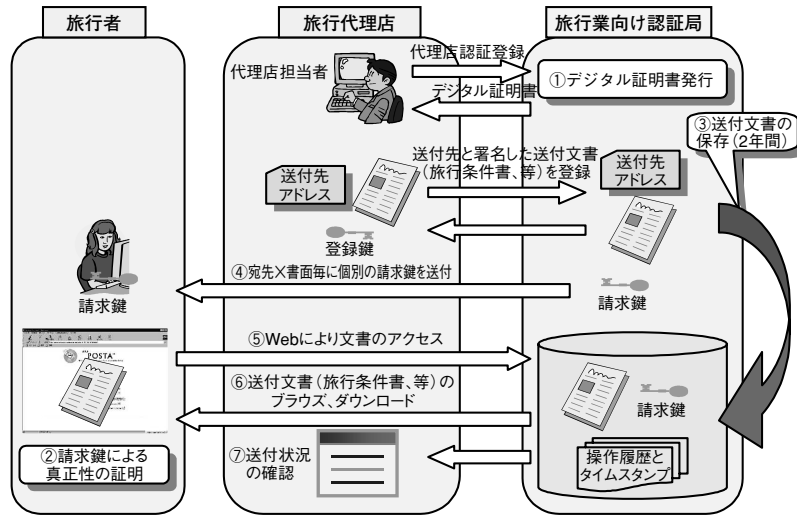 旅行者
旅行代理店
旅行業向け認証局
代理店担当者
代理店認証登録
デジタル証明書
①デジタル証明書発行
③送付文書の
保存(2年間)
送付先と署名した送付文書
(旅行条件書、等)を登録
送付先
アドレス
送付先
アドレス
登録鍵
④宛先×書面毎に個別の請求鍵を送付
請求鍵
請求鍵
⑤Webにより文書のアクセス
"POSTA"
⑥送付文書(旅行条件書、等)の
ブラウズ、ダウンロード
請求鍵
②請求鍵による
真正性の証明
⑦送付状況
の確認
操作履歴と
タイムスタンプ